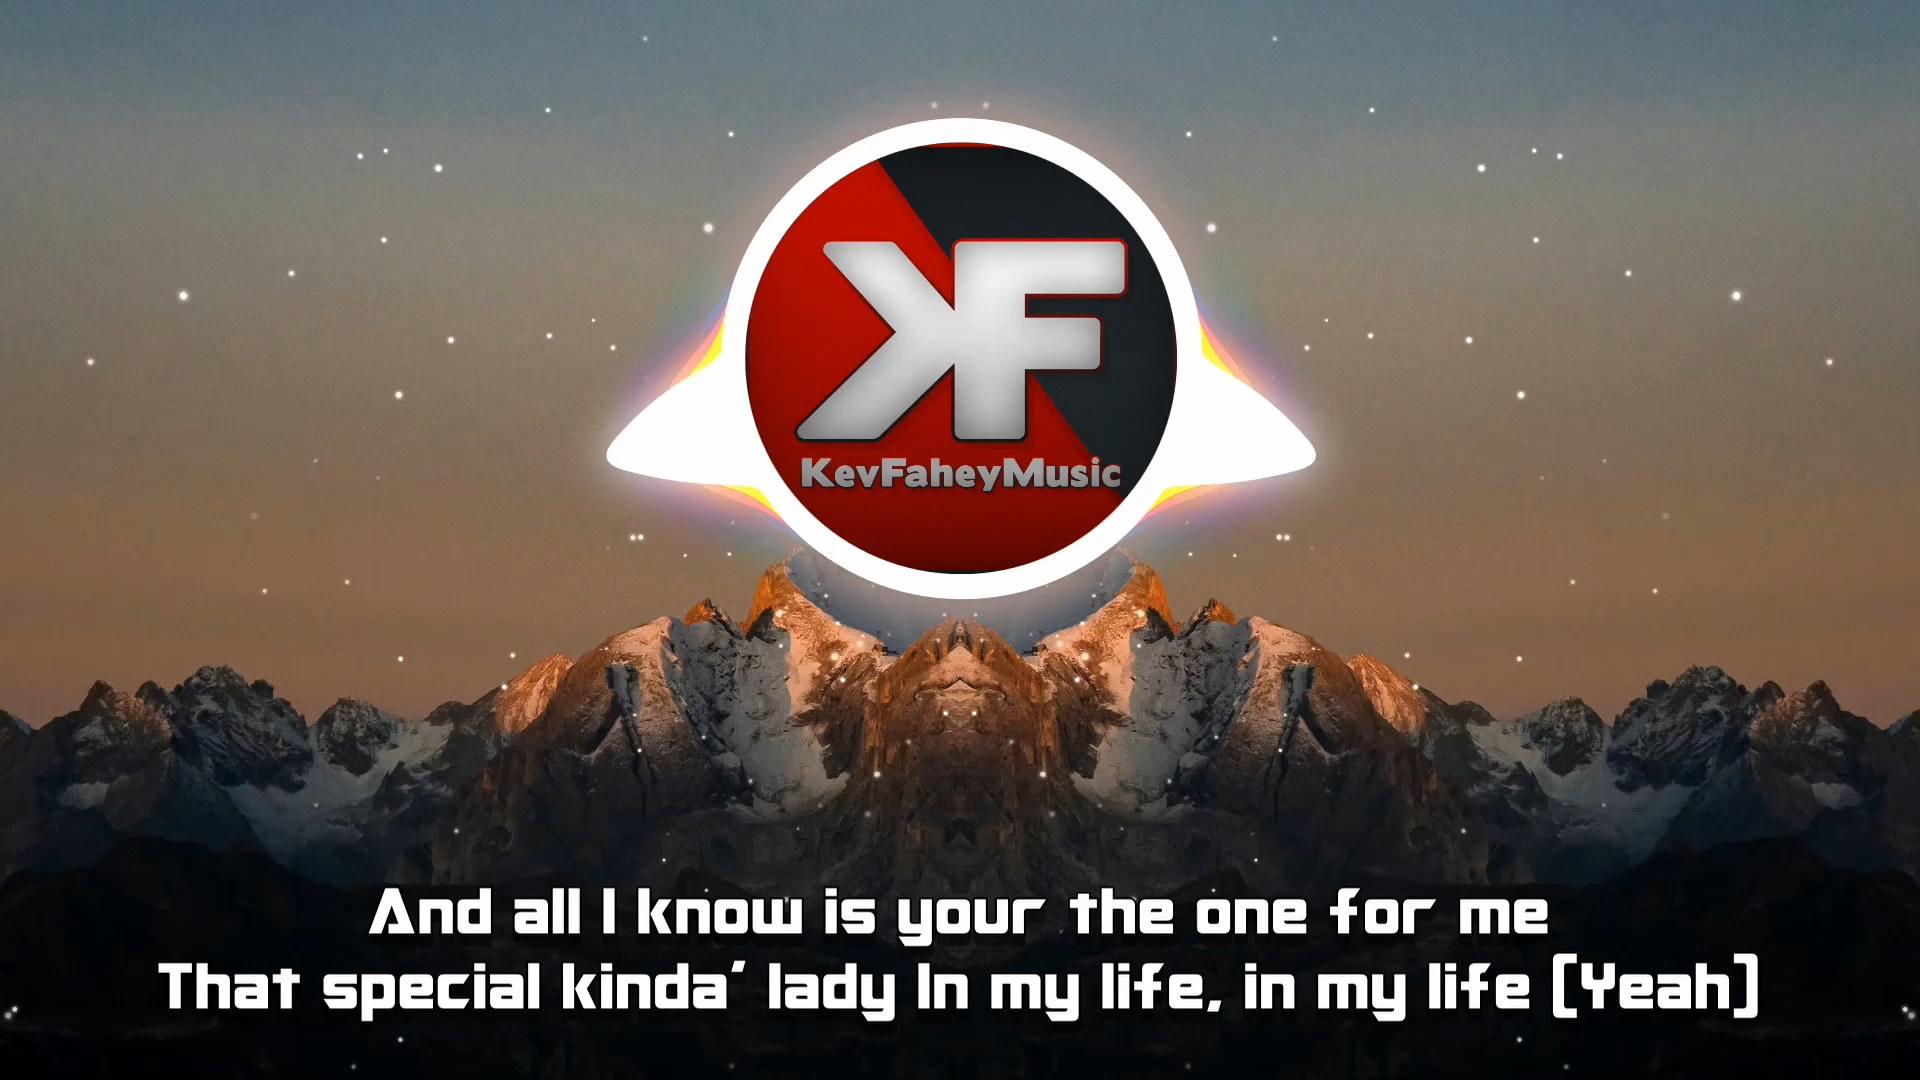 KF
KevFaheyMusic
And all I know is your the one for me
That special kinda' lady In my life, in my life (Yeah)